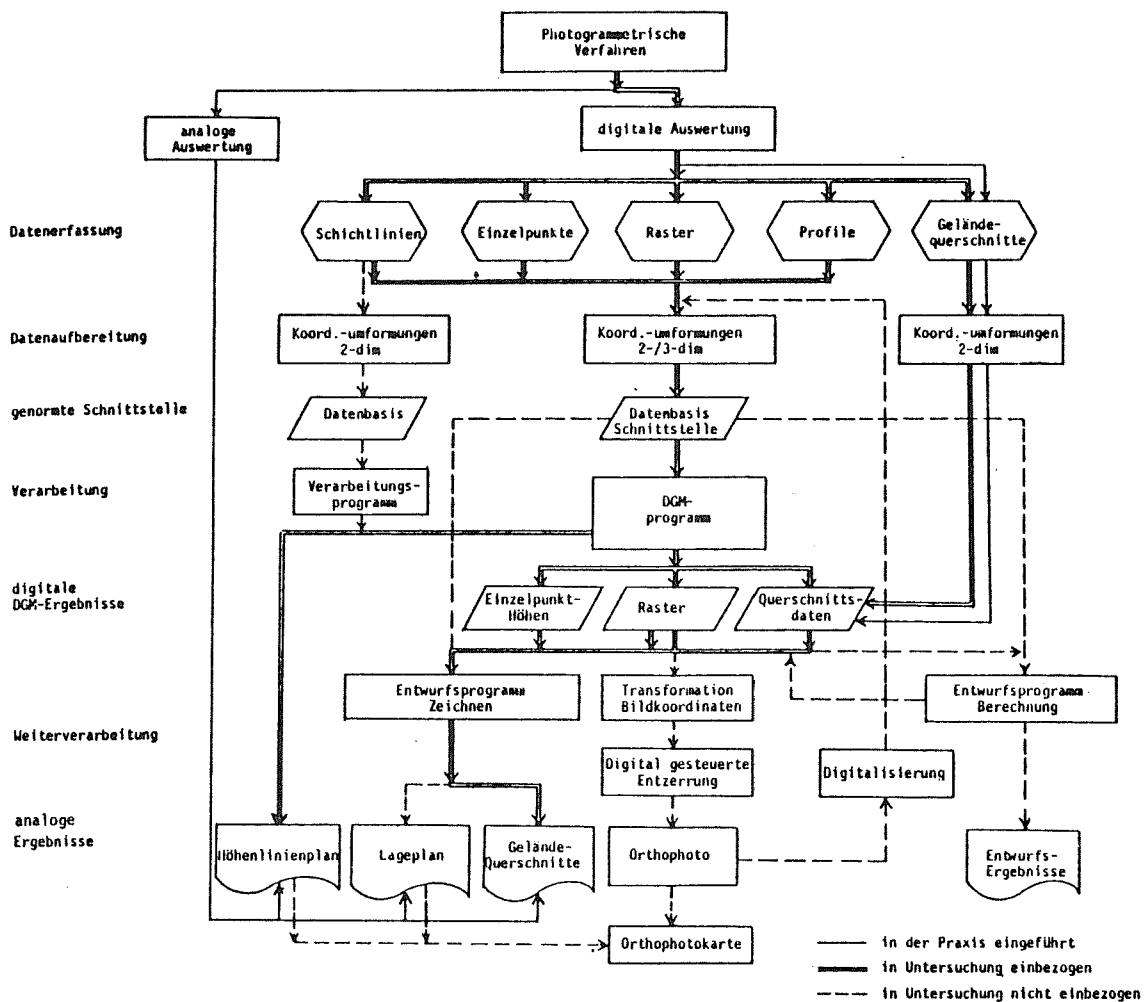 Photogrammetrische
Verfahren
analoge
Auswertung
digitale Auswertung
Datenerfassung
Schichtlinien
Einzelpunkte
Raster
Profile
Gelände-
querschnitte
Datenaufbereitung
Koord.-umformungen
2-dim
Koord.-umformungen
2-/3-dim
Koord.-umformungen
2-dim
genormte Schnittstelle
Datenbasis
Datenbasis
Schnittstelle
Verarbeitung
Verarbeitungs-
programm
DGM-
programm
digitale
DGM-Ergebnisse
Einzelpunkt-
Höhen
Raster
Querschnitts-
daten
Entwurfsprogramm
Zeichnen
Transformation
Bildkoordinaten
Entwurfsprogramm
Berechnung
Weiterverarbeitung
Digital gesteuerte
Entzerrung
Digitalisierung
analoge
Ergebnisse
Höhenlinienplan
Lageplan
Gelände-
Querschnitte
Orthophoto
Entwurfs-
Ergebnisse
Orthophotokarte
in der Praxis eingeführt
in Untersuchung einbezogen
in Untersuchung nicht einbezogen